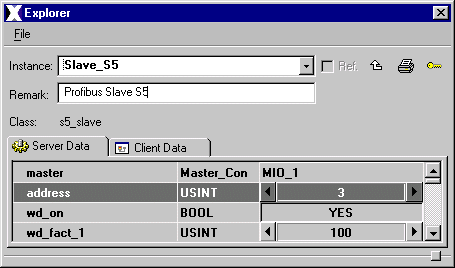 Explorer
File
Instance: Slave_S5 Ref.
Remark: Profibus Slave S5
Class: s5_slave
Server Data Client Data
master Master_Con MIO_1
address USINT 3
wd_on BOOL YES
wd_fact_1 USINT 100